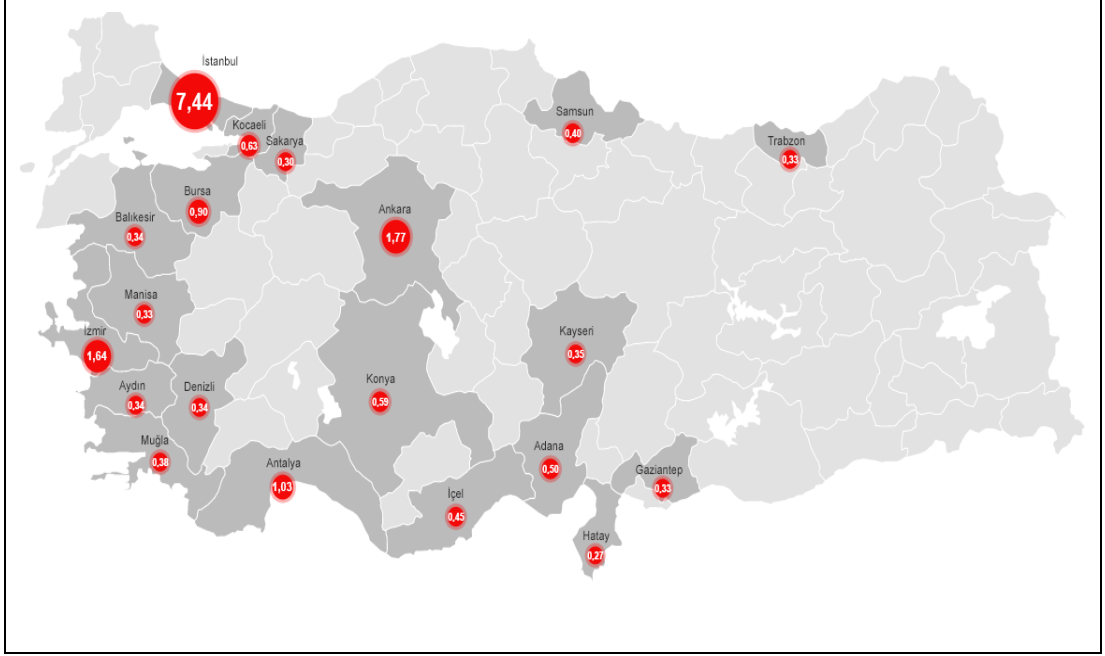 İstanbul
7,44
Kocaeli
0,63
Sakarya
0,30
Samsun
0,40
Trabzon
0,33
Bursa
0,90
Balıkesir
0,34
Ankara
1,77
Manisa
0,33
İzmir
1,64
Kayseri
0,35
Aydın
0,34
Denizli
0,34
Konya
0,59
Muğla
0,38
Antalya
1,03
Adana
0,50
Gaziantep
0,33
İçel
0,45
Hatay
0,27